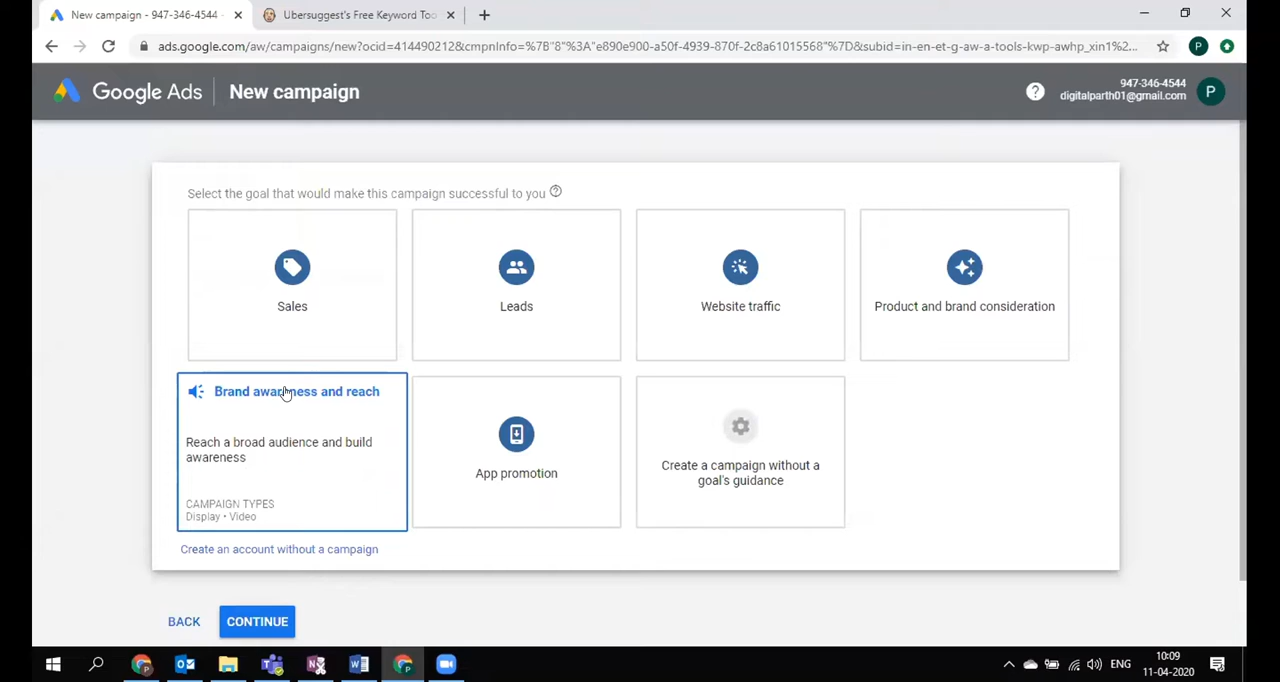 New campaign - 947-346-4544 -
Ubersuggest's Free Keyword Too
ads.google.com/aw/campaigns/new?ocid=414490212&cmpnInfo=%7B"8"%3A"e890e900-a50f-4939-870f-2c8a61015568"%7D&subid=in-en-et-g-aw-a-tools-kwp-awhp_xin1%2...
P
Google Ads
New campaign
?
947-346-4544
digitalparth01@gmail.com
P
Select the goal that would make this campaign successful to you ?
Sales
Leads
Website traffic
Product and brand consideration
Brand awareness and reach
Reach a broad audience and build
awareness
CAMPAIGN TYPES
Display • Video
App promotion
Create a campaign without a
goal's guidance
Create an account without a campaign
BACK
CONTINUE
ENG
10:09
11-04-2020